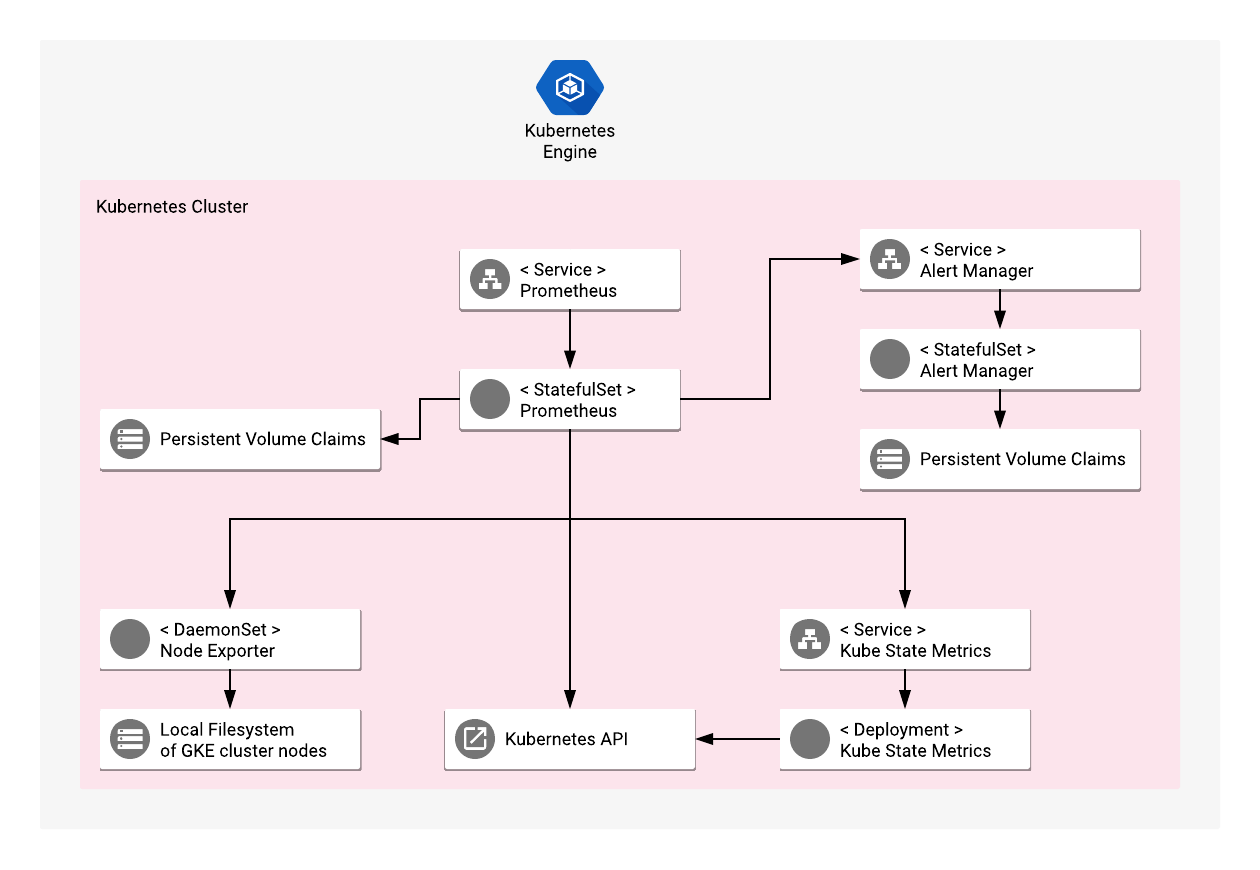 Kubernetes
Engine
Kubernetes Cluster
< Service >
Prometheus
< Service >
Alert Manager
< StatefulSet >
Prometheus
< StatefulSet >
Alert Manager
Persistent Volume Claims
Persistent Volume Claims
< DaemonSet >
Node Exporter
< Service >
Kube State Metrics
Local Filesystem
of GKE cluster nodes
Kubernetes API
< Deployment >
Kube State Metrics